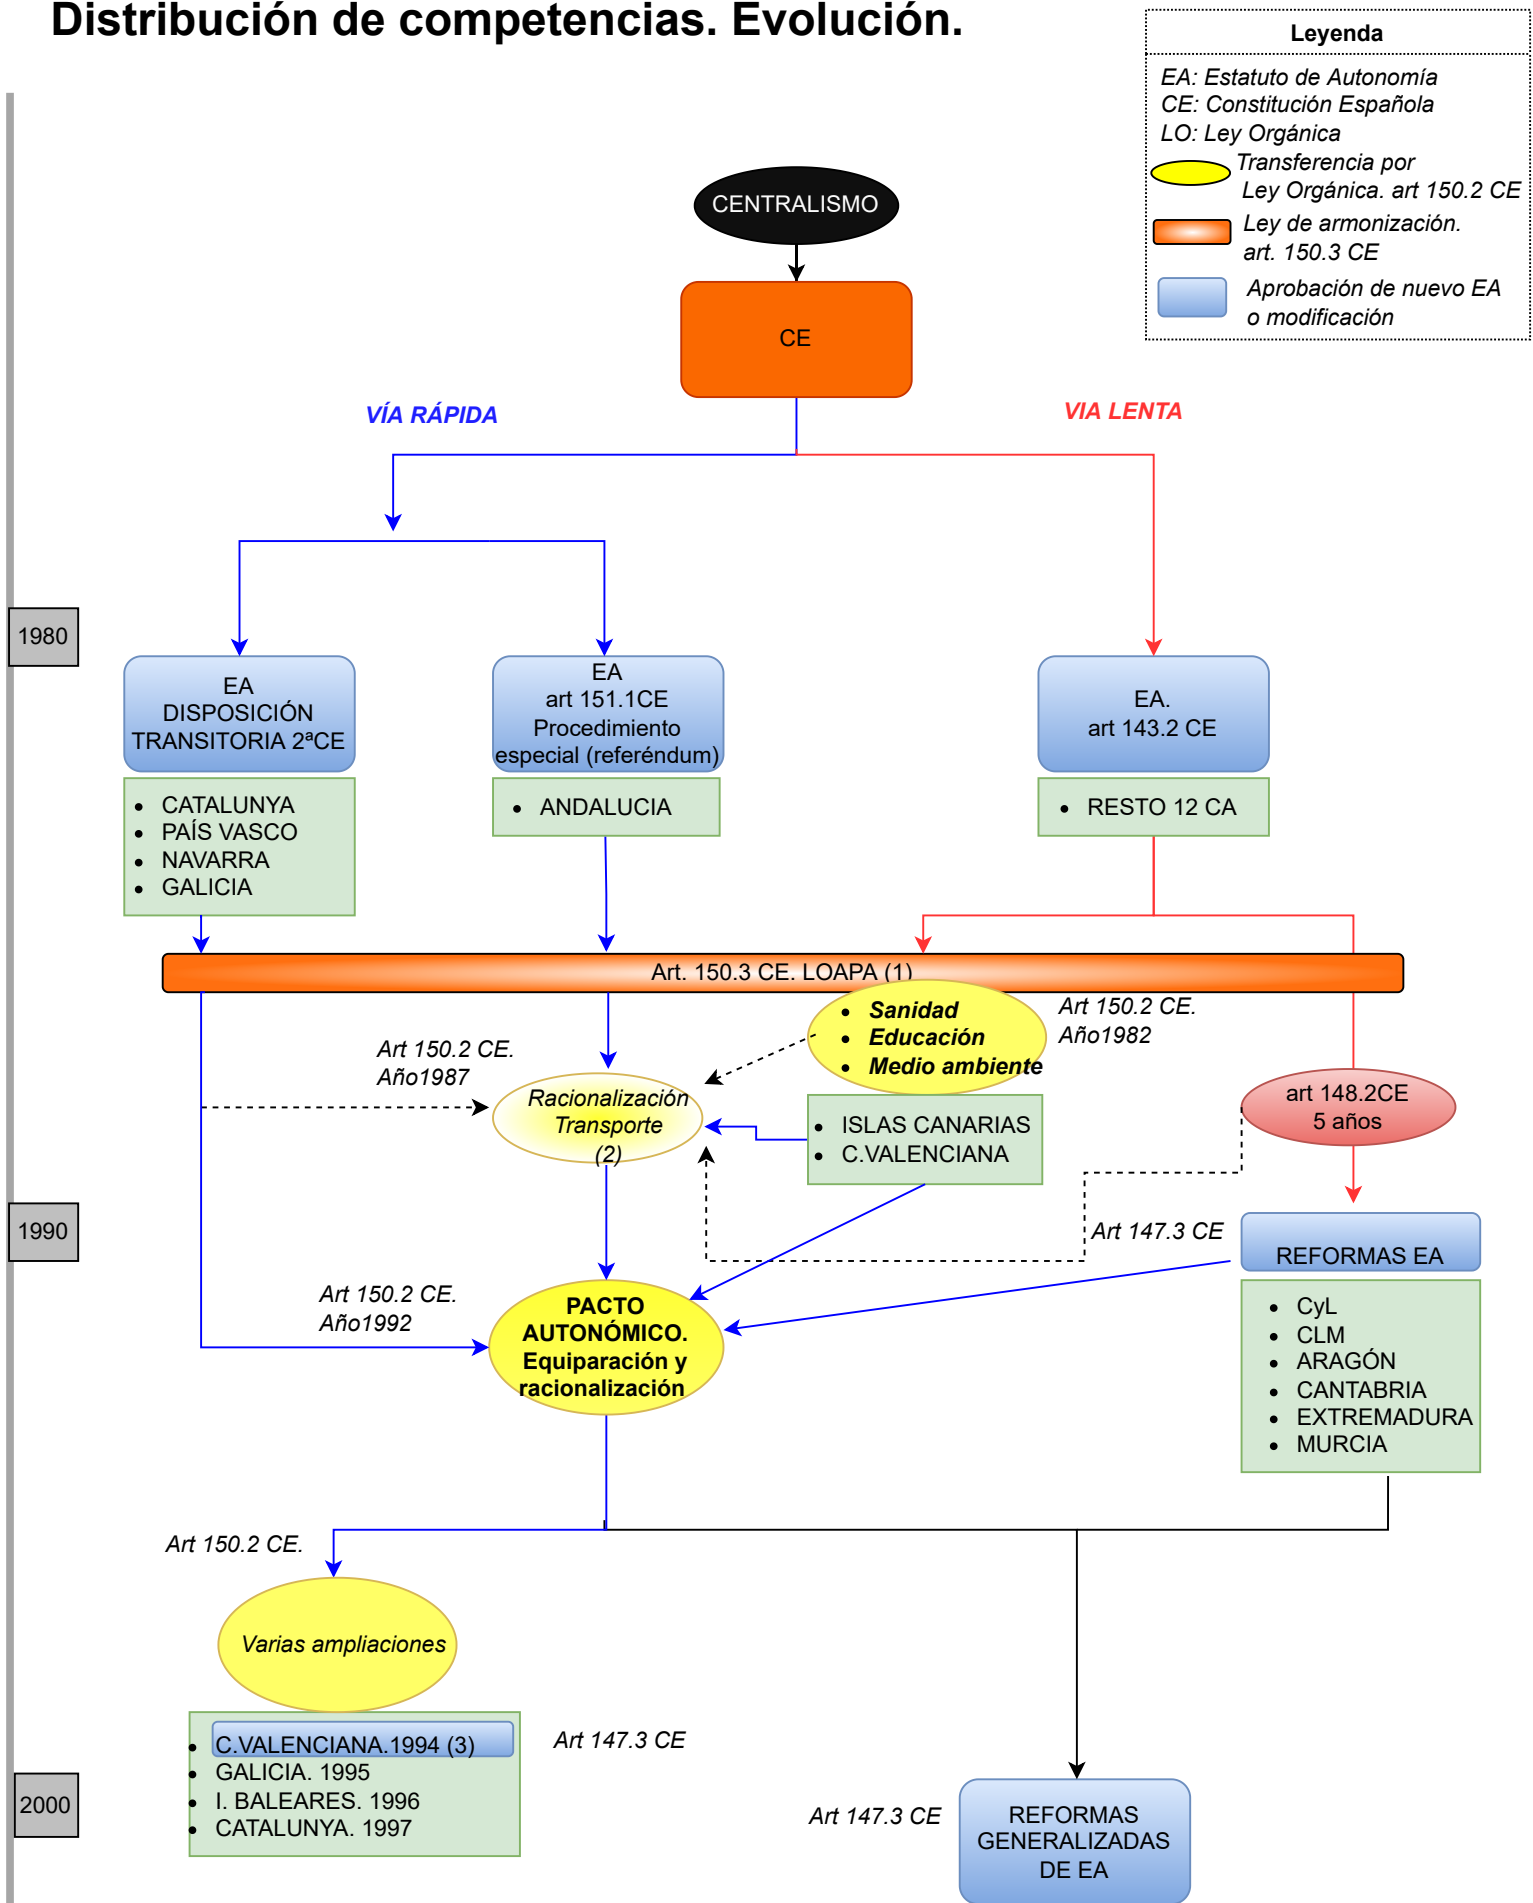 Distribución de competencias. Evolución.
Leyenda
EA: Estatuto de Autonomía
CE: Constitución Española
LO: Ley Orgánica
Transferencia por
Ley Orgánica. art 150.2 CE
Ley de armonización.
art. 150.3 CE
Aprobación de nuevo EA
o modificación
CENTRALISMO
CE
VÍA RÁPIDA
VIA LENTA
1980
EA
DISPOSICIÓN
TRANSITORIA 2ªCE
EA
art 151.1CE
Procedimiento
especial (referéndum)
EA.
art 143.2 CE
• CATALUNYA
• PAÍS VASCO
• NAVARRA
• GALICIA
• ANDALUCIA
• RESTO 12 CA
Art. 150.3 CE. LOAPA (1)
• Sanidad
• Educación
• Medio ambiente
Art 150.2 CE.
Año1982
Art 150.2 CE.
Año1987
Racionalización
Transporte
(2)
• ISLAS CANARIAS
• C.VALENCIANA
art 148.2CE
5 años
1990
Art 147.3 CE
REFORMAS EA
Art 150.2 CE.
Año1992
PACTO
AUTONÓMICO.
Equiparación y
racionalización
• CyL
• CLM
• ARAGÓN
• CANTABRIA
• EXTREMADURA
• MURCIA
Art 150.2 CE.
Varias ampliaciones
• C.VALENCIANA.1994 (3)
• GALICIA. 1995
• I. BALEARES. 1996
• CATALUNYA. 1997
Art 147.3 CE
2000
Art 147.3 CE
REFORMAS
GENERALIZADAS
DE EA